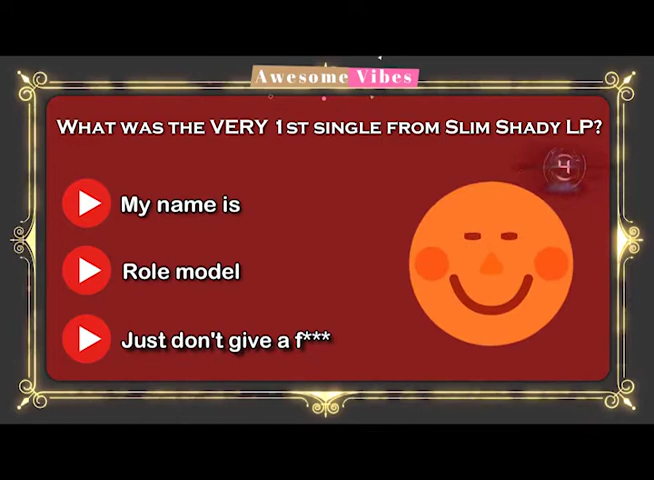 Awesome Vibes
What was the VERY 1st single from Slim Shady LP?
4
My name is
Role model
Just don't give a f***